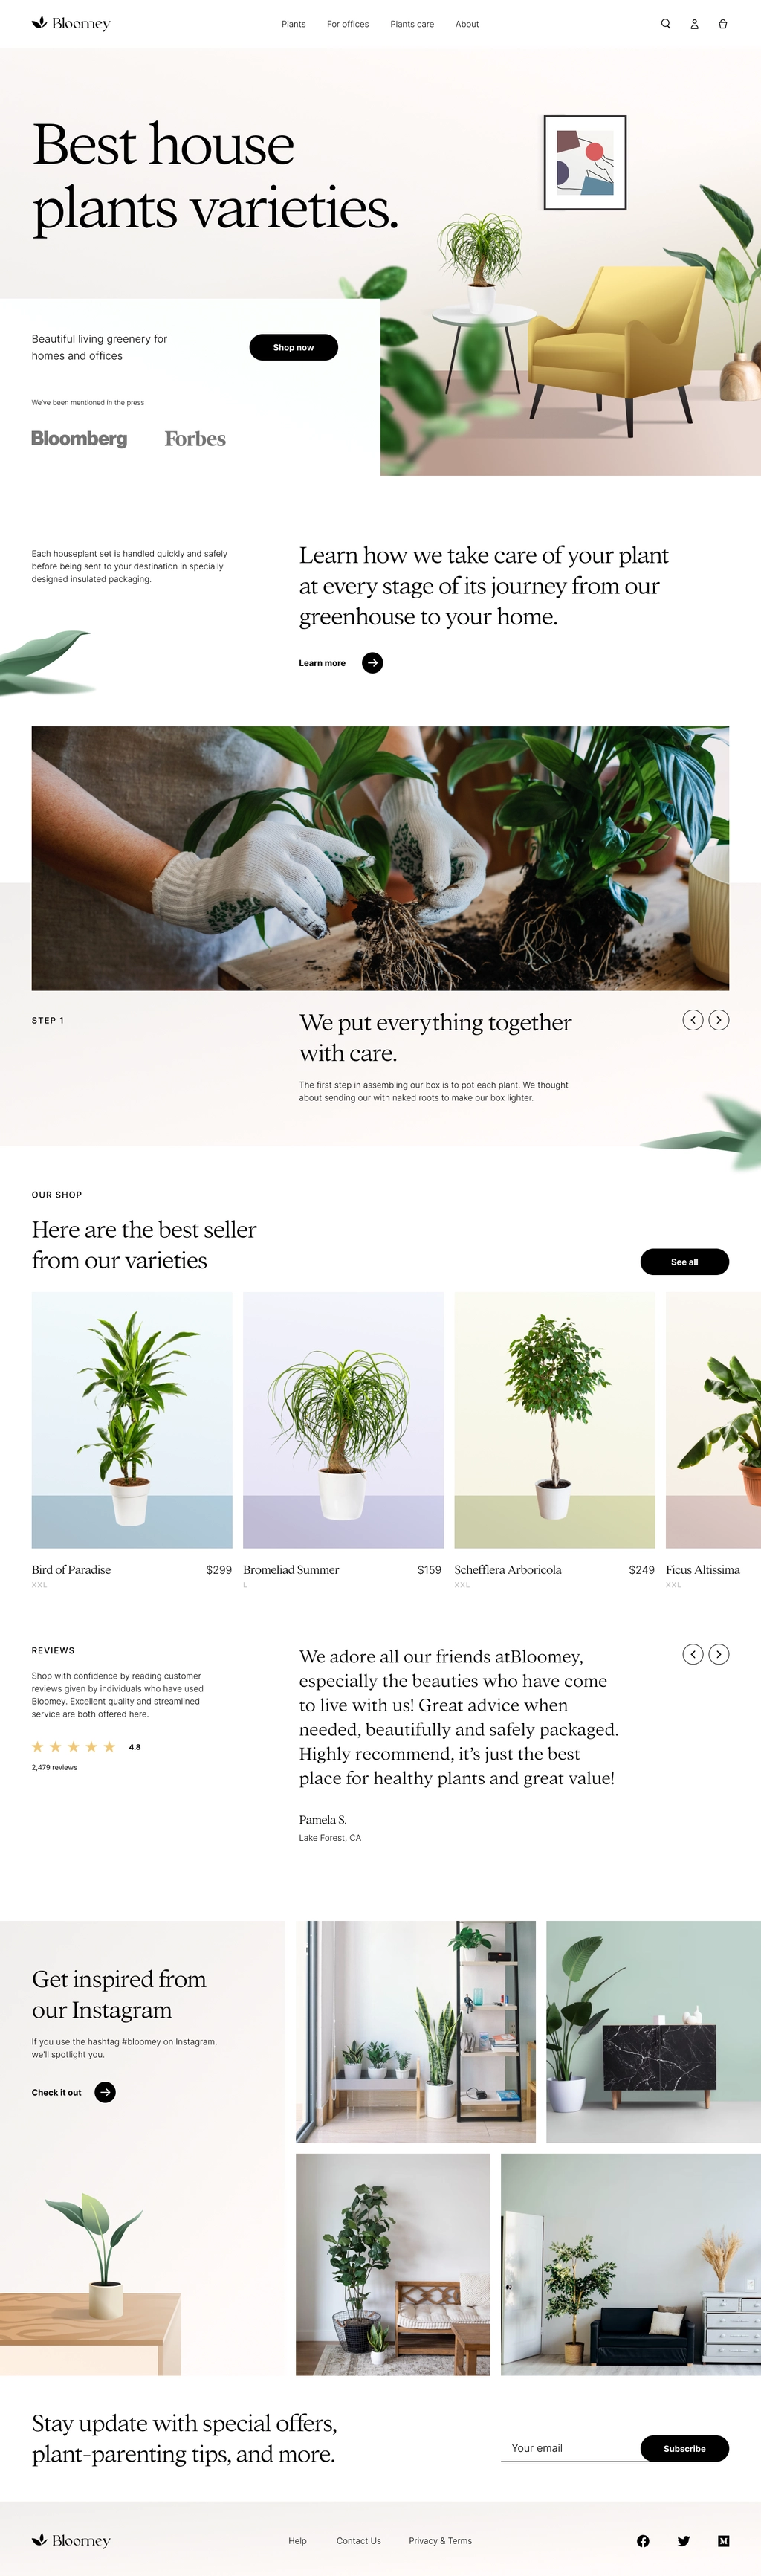 Bloomey
Plants
For offices
Plants care
About
Best house
plants varieties.
Beautiful living greenery for
homes and offices
Shop now
We've been mentioned in the press
Bloomberg
Forbes
Each houseplant set is handled quickly and safely
before being sent to your destination in specially
designed insulated packaging.
Learn how we take care of your plant
at every stage of its journey from our
greenhouse to your home.
Learn more
STEP 1
We put everything together
with care.
The first step in assembling our box is to pot each plant. We thought
about sending our with naked roots to make our box lighter.
OUR SHOP
Here are the best seller
from our varieties
See all
Bird of Paradise
$299
XXL
Bromeliad Summer
$159
L
Schefflera Arboricola
$249
XXL
Ficus Altissima
XXL
REVIEWS
Shop with confidence by reading customer
reviews given by individuals who have used
Bloomey. Excellent quality and streamlined
service are both offered here.
4.8
2,479 reviews
We adore all our friends atBloomey,
especially the beauties who have come
to live with us! Great advice when
needed, beautifully and safely packaged.
Highly recommend, it's just the best
place for healthy plants and great value!
Pamela S.
Lake Forest, CA
Get inspired from
our Instagram
If you use the hashtag #bloomey on Instagram,
we'll spotlight you.
Check it out
Stay update with special offers,
plant-parenting tips, and more.
Your email
Subscribe
Bloomey
Help
Contact Us
Privacy & Terms